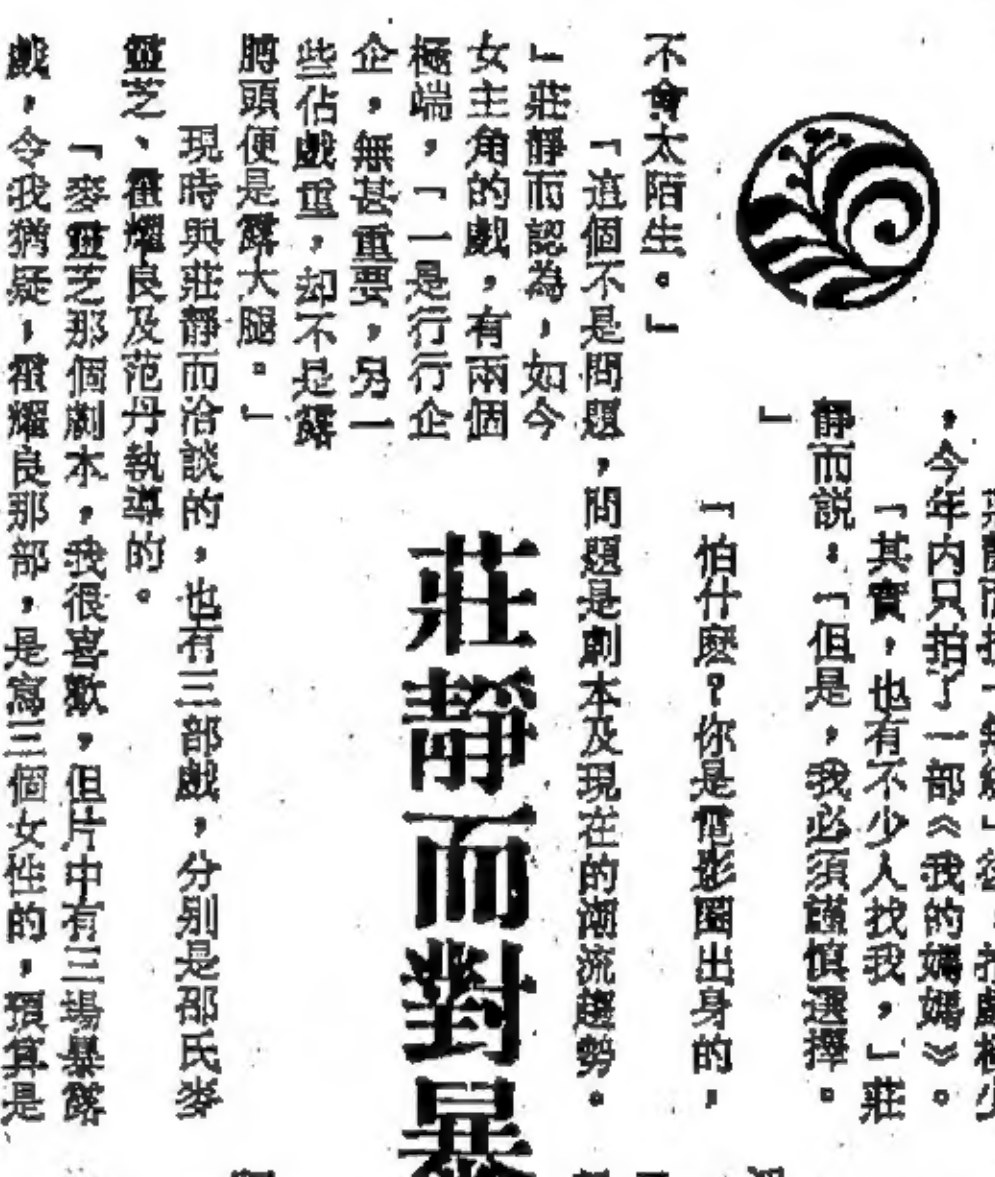 ，今年內只拍了一部《我的媽媽》。
「其實，也有不少人找我，」莊
靜而説：「但是，我必須謹慎選擇。
」
「怕什麽？你是電影圈出身的，
不會太陌生。」
「這個不是問題，問題是劇本及現在的潮流趨勢。
」莊靜而認為，如今
女主角的戲，有兩個
極端，「一是行行企
企，無甚重要，另一
些佔戲重，却不是露
膊頭便是露大腿。」
莊靜而對暴
現時與莊靜而洽談的，也有三部戲，分别是邵氏麥
靈芝、霍耀良及范丹執導的。
「麥靈芝那個劇本，我很喜歡，但片中有三場暴露
戲，令我猶疑，霍耀良那部，是寫三個女性的，預算是